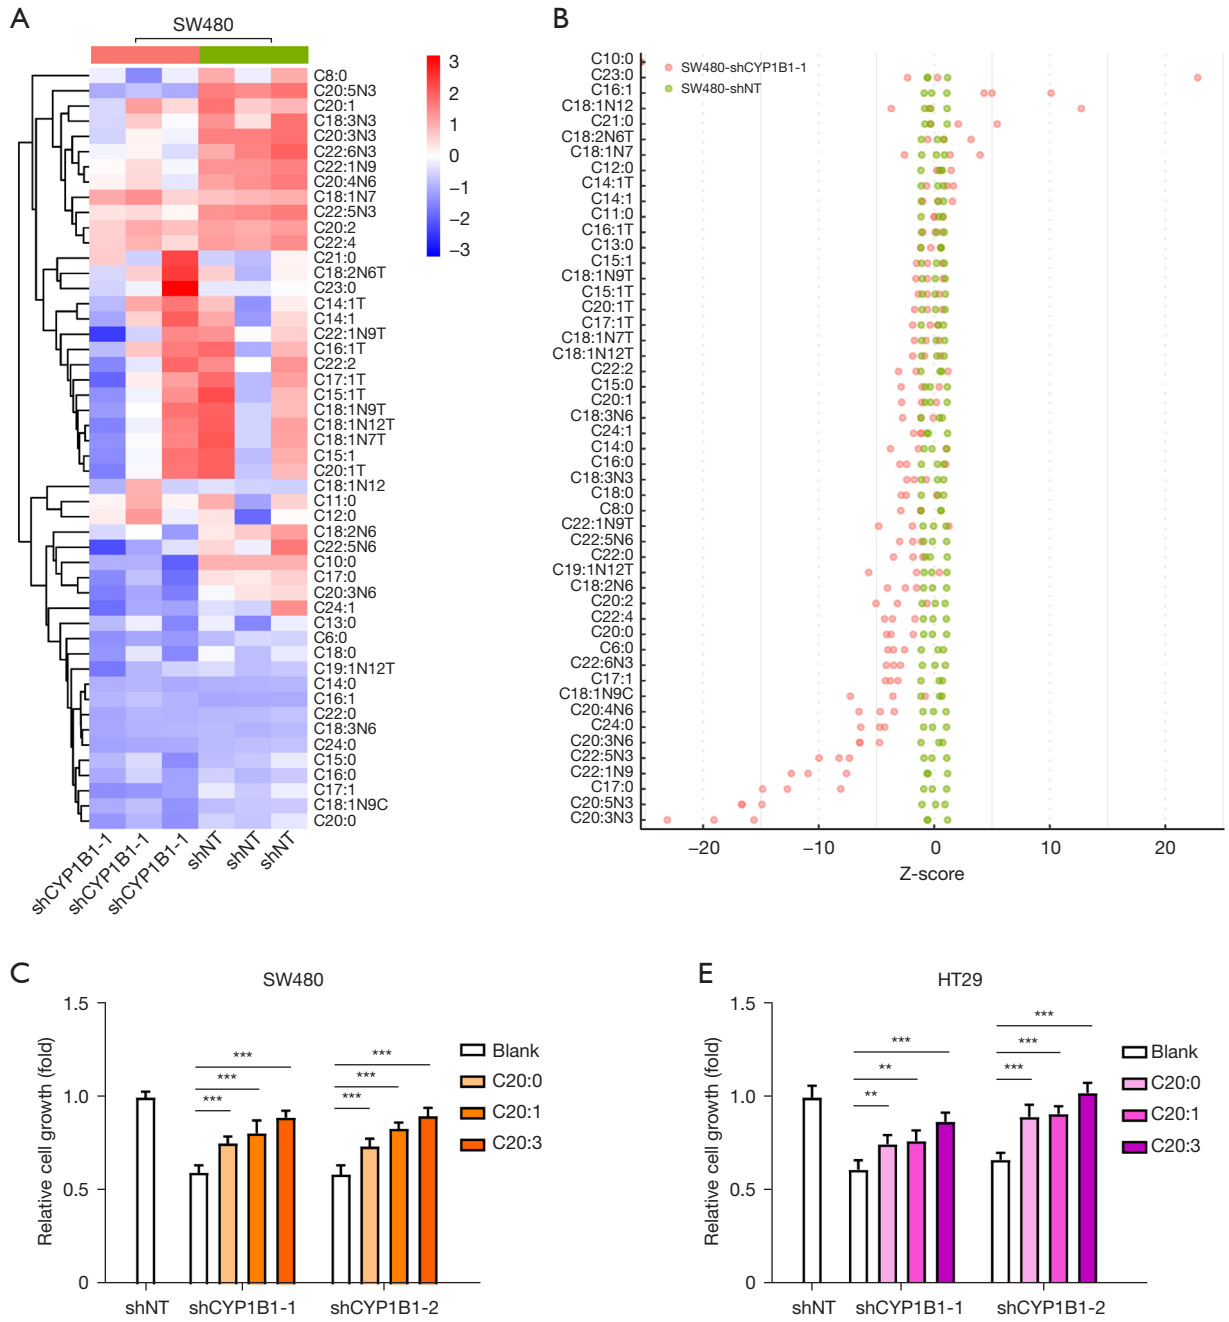 A
SW480
C8:0
C20:5N3
C20:1
C18:3N3
C20:3N3
C22:6N3
C22:1N9
C20:4N6
C18:1N7
C22:5N3
C20:2
C22:4
C21:0
C18:2N6T
C23:0
C14:1T
C14:1
C22:1N9T
C16:1T
C22:2
C17:1T
C15:1T
C18:1N9T
C18:1N12T
C18:1N7T
C15:1
C20:1T
C18:1N12
C11:0
C12:0
C18:2N6
C22:5N6
C10:0
C17:0
C20:3N6
C24:1
C13:0
C6:0
C18:0
C19:1N12T
C14:0
C16:1
C22:0
C18:3N6
C24:0
C15:0
C16:0
C17:1
C18:1N9C
C20:0
3
2
1
0
−1
−2
−3
shCYP1B1-1
shCYP1B1-1
shCYP1B1-1
shNT
shNT
shNT
B
SW480-shCYP1B1-1
SW480-shNT
C10:0
C23:0
C16:1
C18:1N12
C21:0
C18:2N6T
C18:1N7
C12:0
C14:1T
C14:1
C11:0
C16:1T
C13:0
C15:1
C18:1N9T
C15:1T
C20:1T
C17:1T
C18:1N7T
C18:1N12T
C22:2
C15:0
C20:1
C18:3N6
C24:1
C14:0
C16:0
C18:3N3
C18:0
C8:0
C22:1N9T
C22:5N6
C22:0
C19:1N12T
C18:2N6
C20:2
C22:4
C20:0
C6:0
C22:6N3
C17:1
C18:1N9C
C20:4N6
C24:0
C20:3N6
C22:5N3
C22:1N9
C17:0
C20:5N3
C20:3N3
−20
−10
0
10
20
Z-score
C
SW480
Relative cell growth (fold)
1.5
1.0
0.5
0
***
***
***
***
***
***
shNT
shCYP1B1-1
shCYP1B1-2
Blank
C20:0
C20:1
C20:3
E
HT29
Relative cell growth (fold)
1.5
1.0
0.5
0
***
**
**
***
***
***
shNT
shCYP1B1-1
shCYP1B1-2
Blank
C20:0
C20:1
C20:3